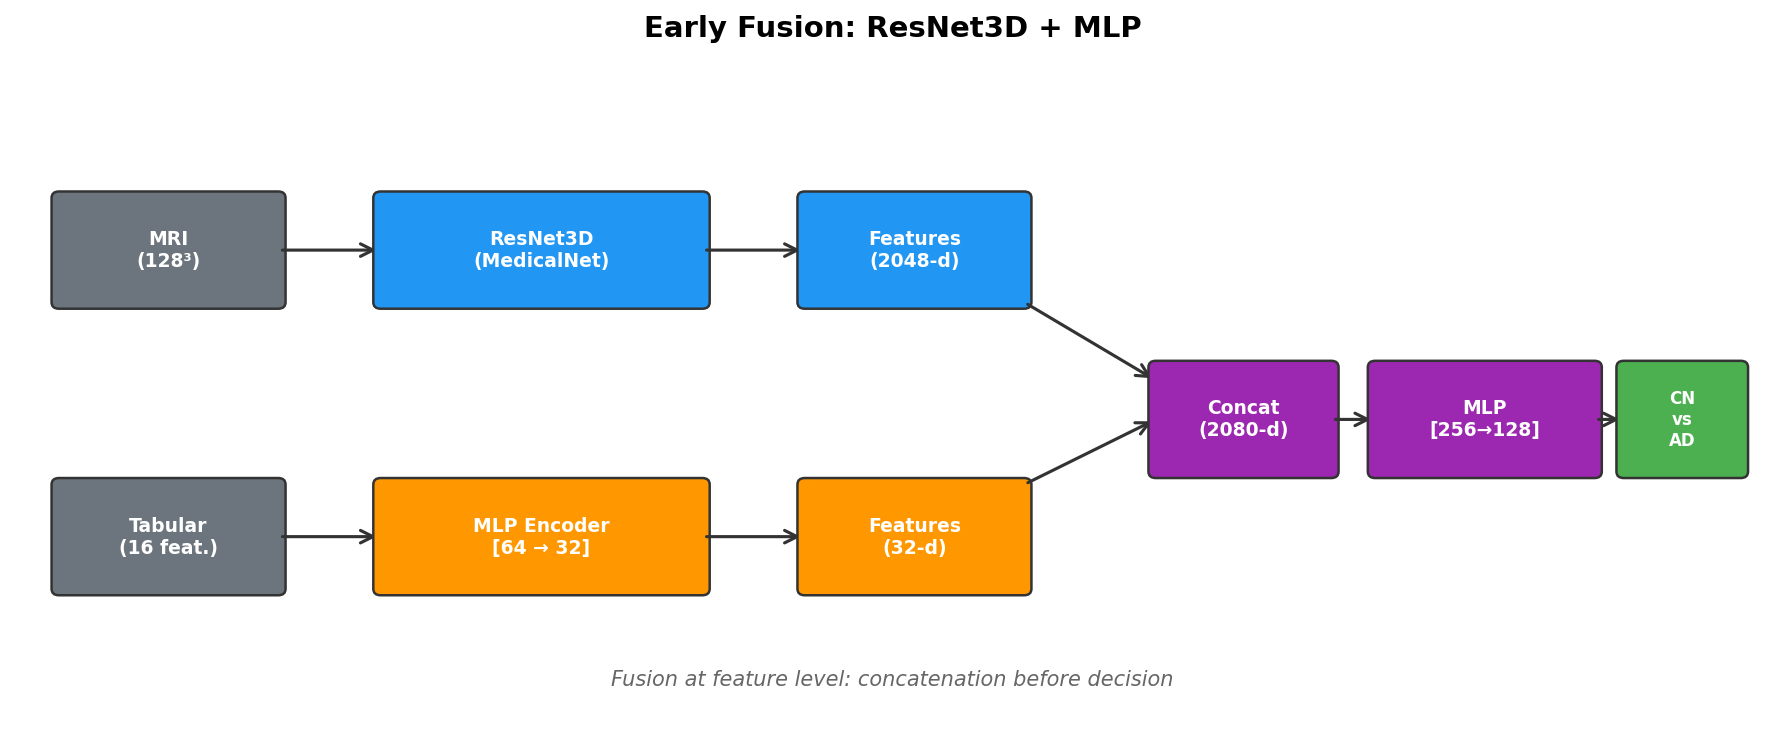 Early Fusion: ResNet3D + MLP
MRI
(128³)
ResNet3D
(MedicalNet)
Features
(2048-d)
Concat
(2080-d)
MLP
[256→128]
CN
vs
AD
Tabular
(16 feat.)
MLP Encoder
[64 → 32]
Features
(32-d)
Fusion at feature level: concatenation before decision